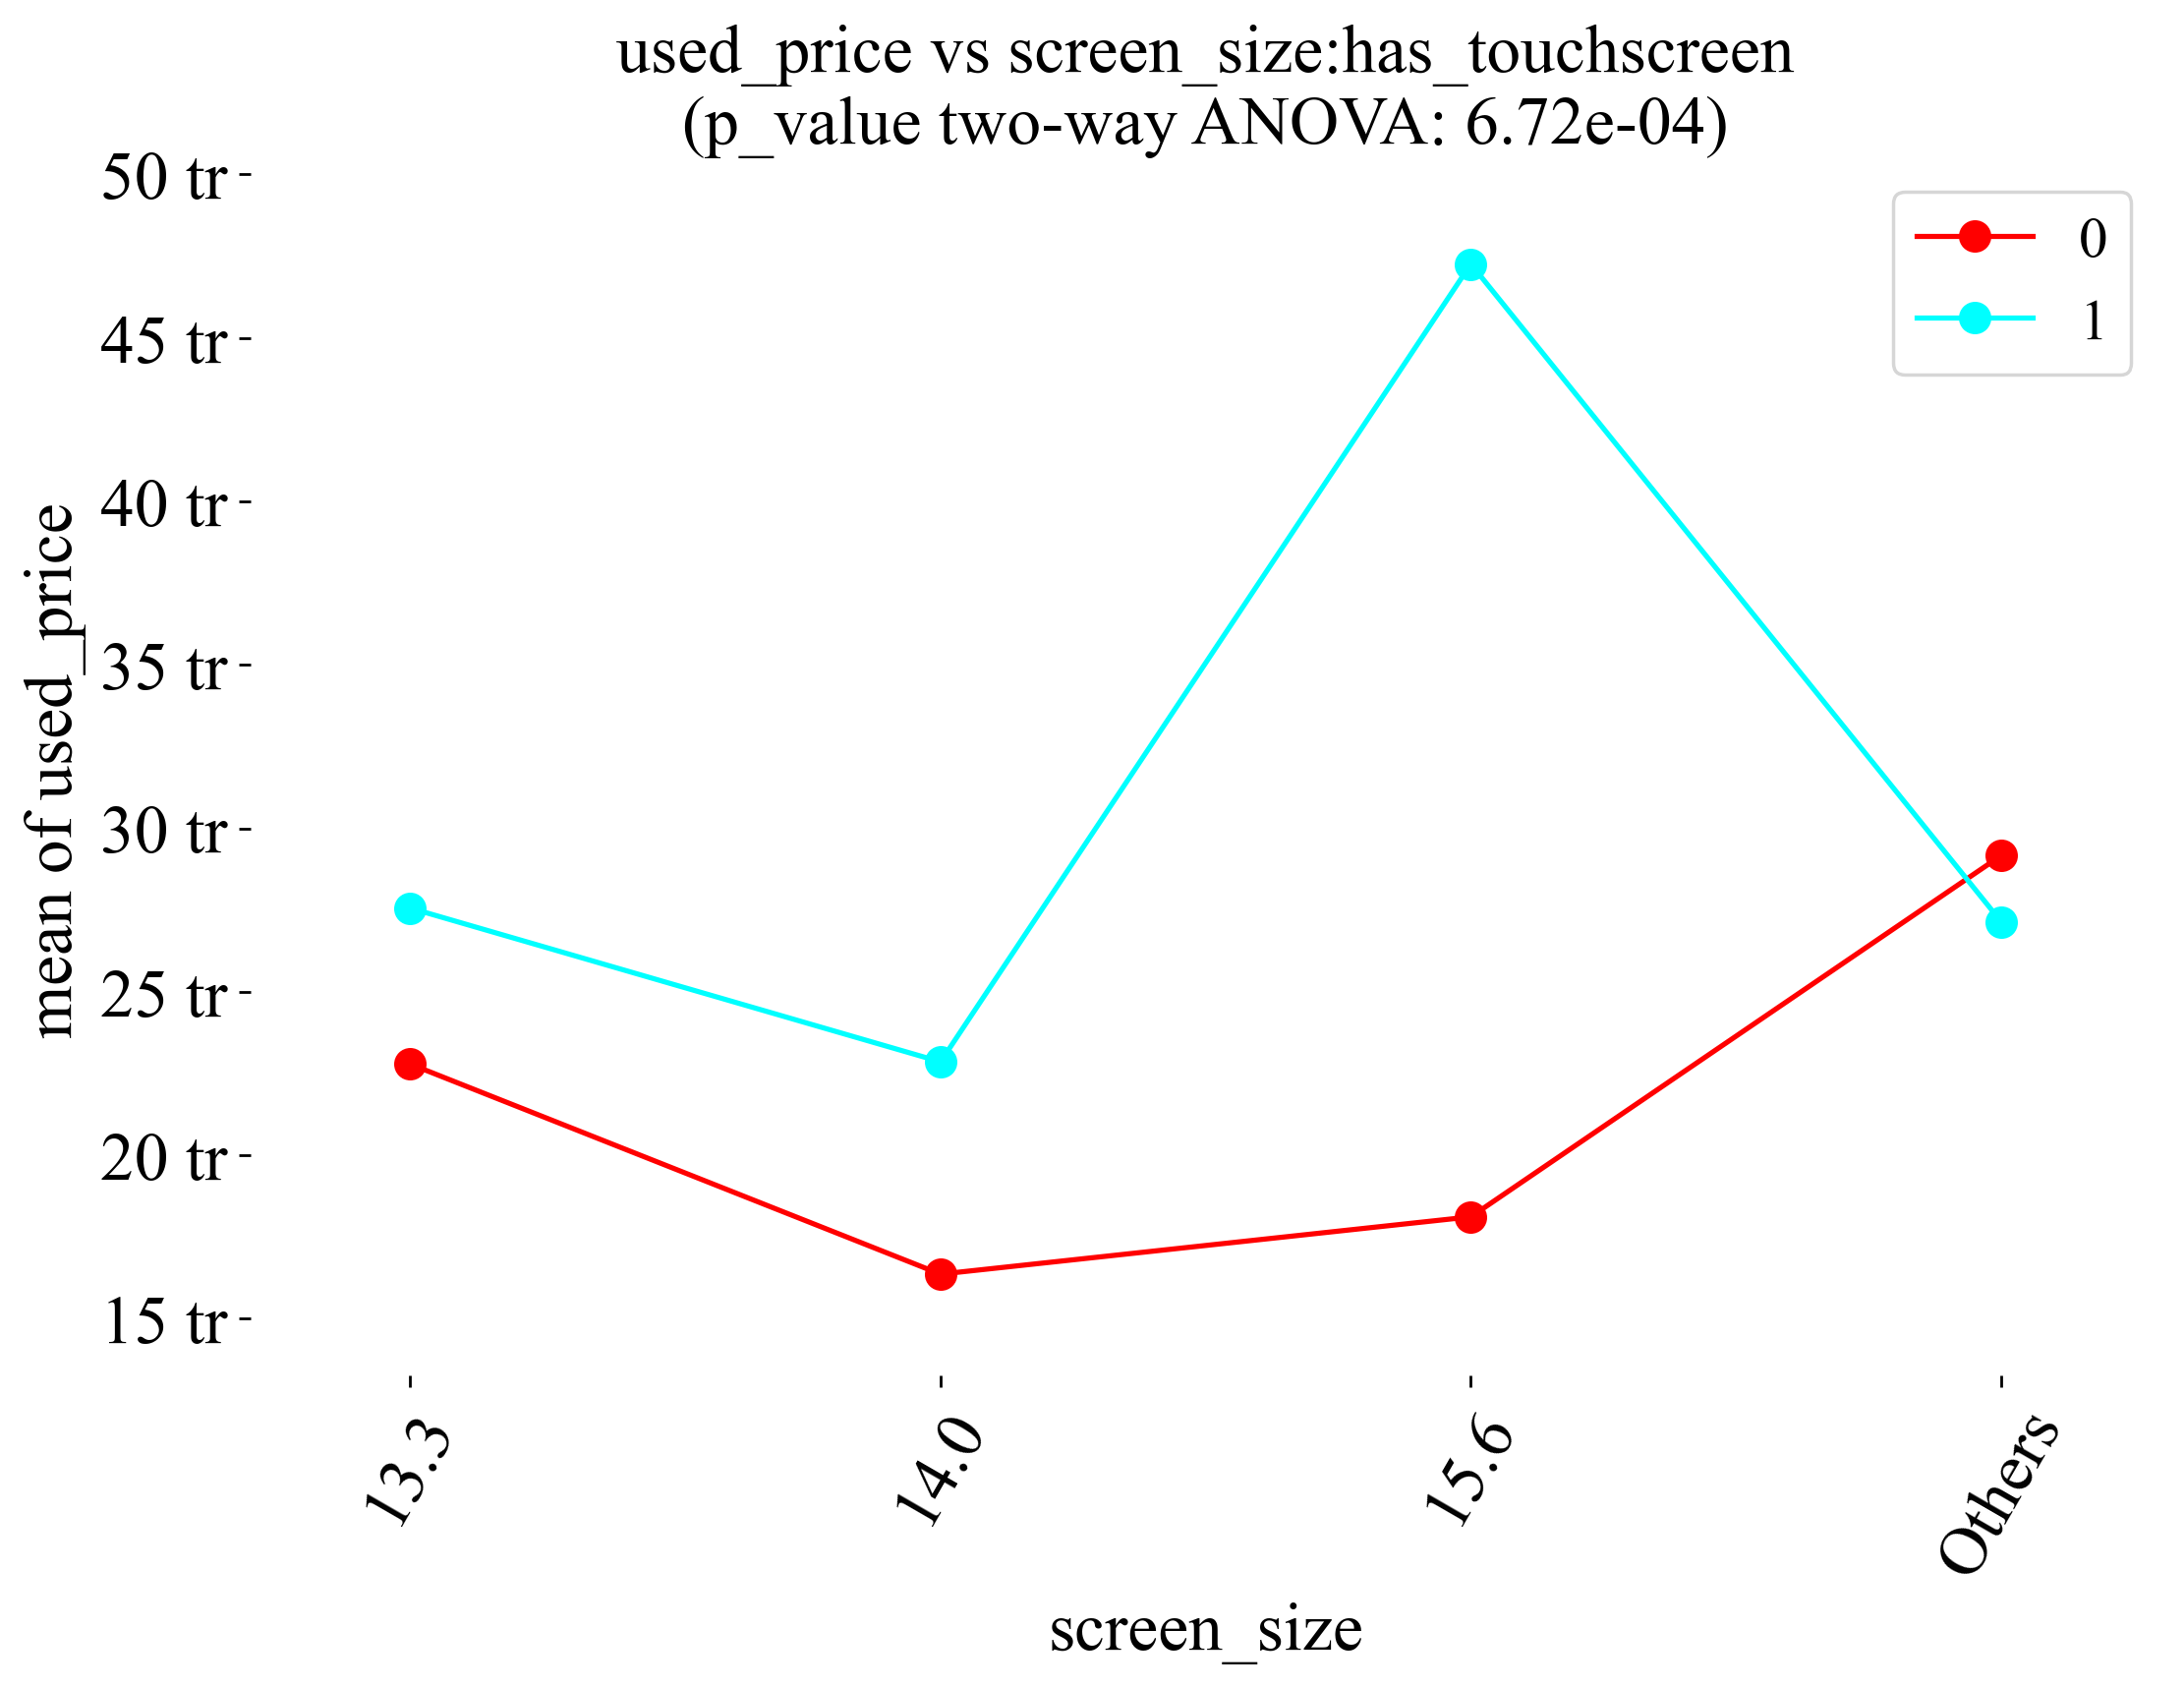 used_price vs screen_size:has_touchscreen
(p_value two-way ANOVA: 6.72e-04)
0
1
mean of used_price
50 tr
45 tr
40 tr
35 tr
30 tr
25 tr
20 tr
15 tr
13.3
14.0
15.6
Others
screen_size